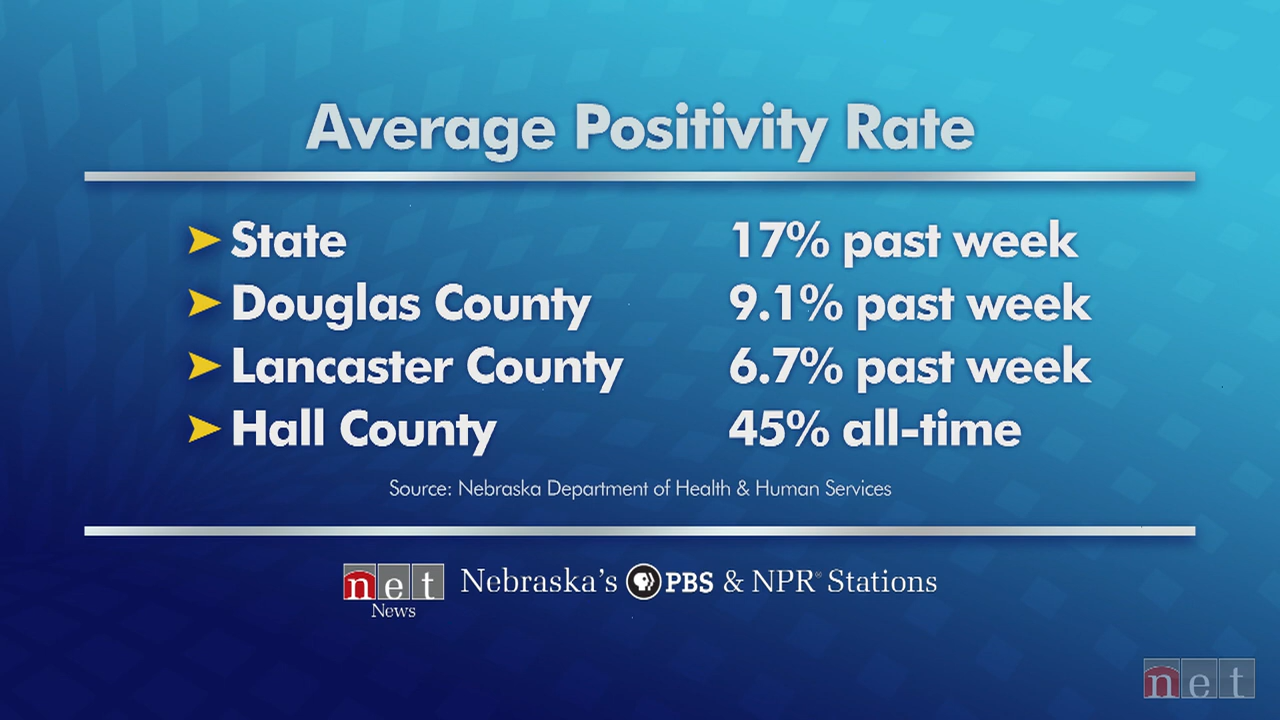 Average Positivity Rate
➤ State 17% past week
➤ Douglas County 9.1% past week
➤ Lancaster County 6.7% past week
➤ Hall County 45% all-time
Source: Nebraska Department of Health & Human Services
net Nebraska's PBS & NPR® Stations
News
net